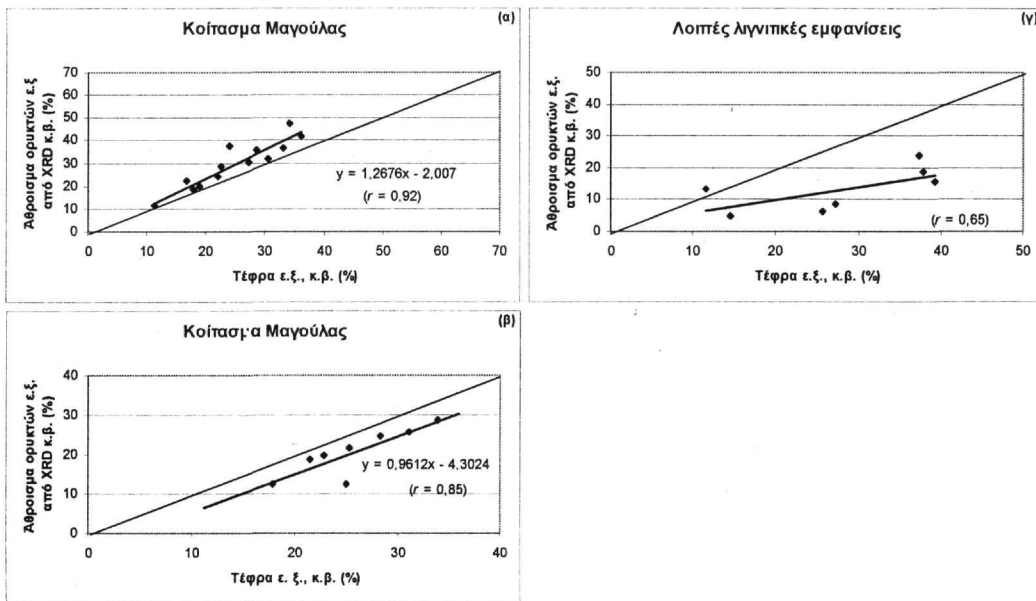 (α)
Κοίτασμα Μαγούλας
Άθροισμα ορυκτών ε.ξ
από XRD κ.β. (%)
70
60
50
40
30
20
10
0
y = 1,2676x - 2,007
(r = 0,92)
0 10 20 30 40 50 60 70
Τέφρα ε.ξ., κ.β. (%)
(γ)
Λοιπές λιγνιτικές εμφανίσεις
Άθροισμα ορυκτών ε.ξ.
από XRD κ.β. (%)
50
40
30
20
10
0
(r = 0,65)
0 10 20 30 40 50
Τέφρα ε.ξ., κ.β. (%)
(β)
Κοίτασμα Μαγούλας
Άθροισμα ορυκτών ε.ξ.
από XRD κ.β. (%)
40
30
20
10
0
y = 0,9612x - 4,3024
(r = 0,85)
0 10 20 30 40
Τέφρα ε. ξ., κ.β. (%)